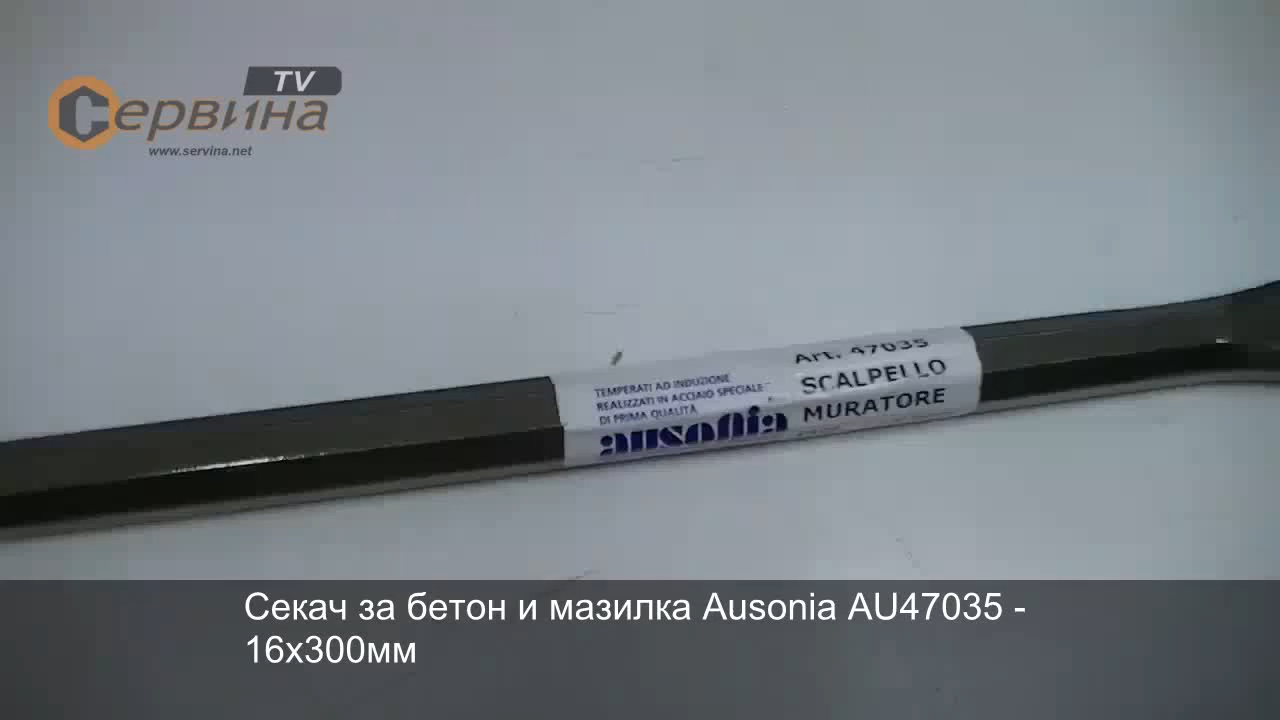 TV
Сервина
www.servina.net
TEMPERATI AD INDUZIONE
REALIZZATI IN ACCIAIO SPECIALE
DI PRIMA QUALITÀ
ausonia
Art. 47035
SCALPELLO
MURATORE
Секач за бетон и мазилка Ausonia AU47035 -
16x300мм